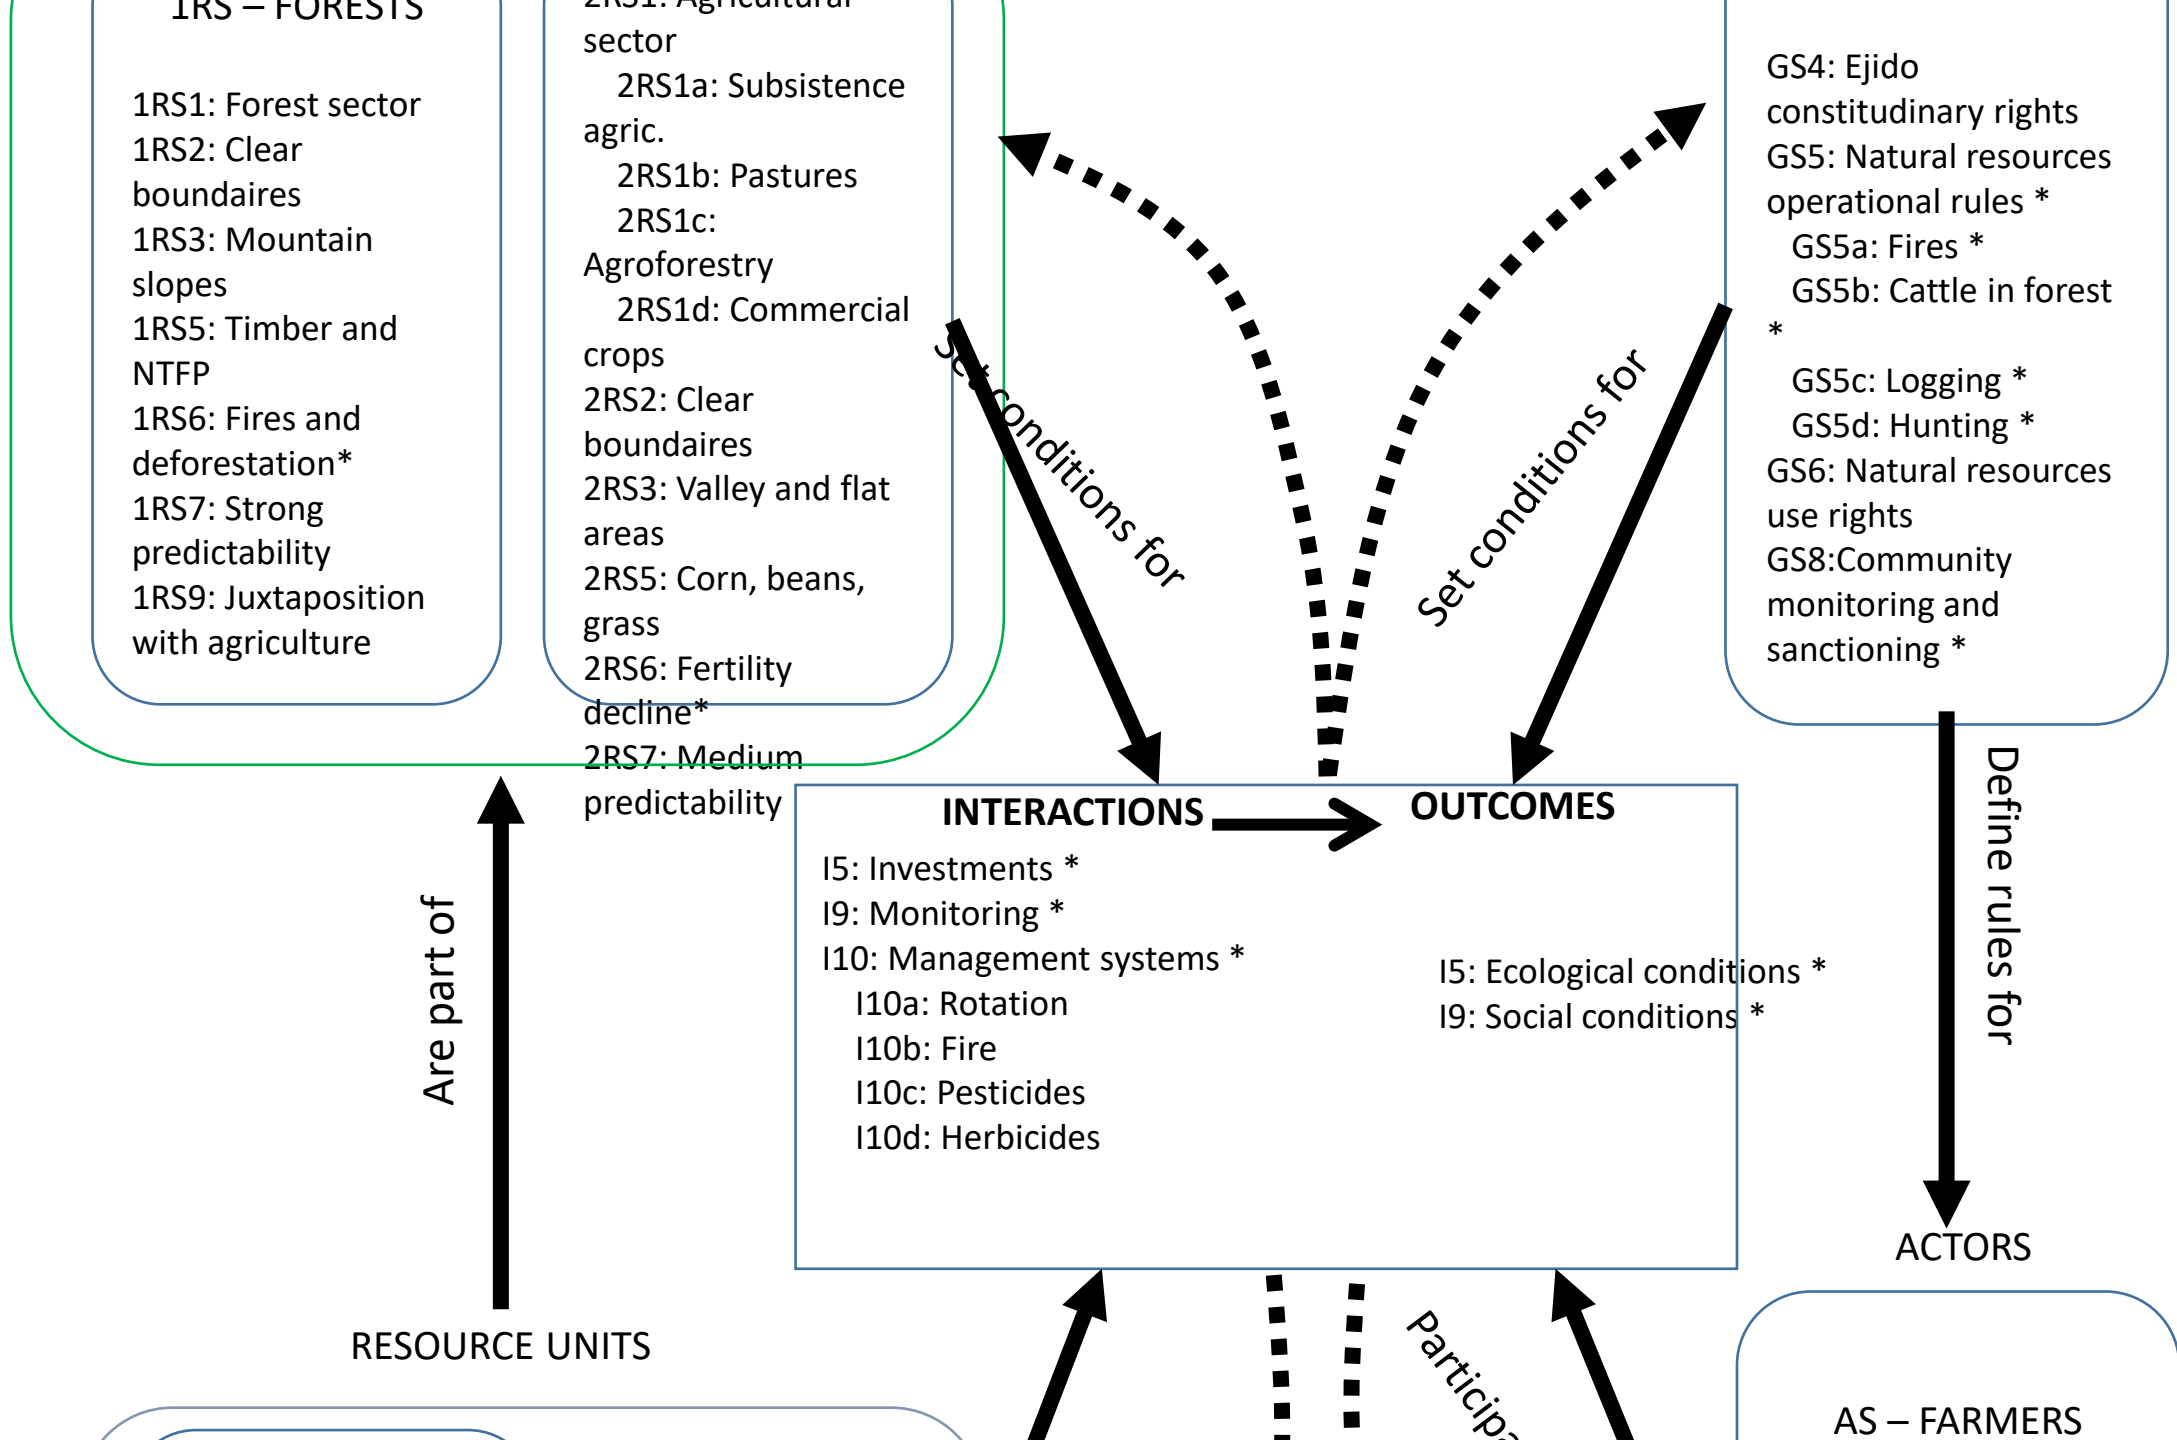 1RS – FORESTS
1RS1: Forest sector
1RS2: Clear
boundaires
1RS3: Mountain
slopes
1RS5: Timber and
NTFP
1RS6: Fires and
deforestation*
1RS7: Strong
predictability
1RS9: Juxtaposition
with agriculture
2RS1: Agricultural
sector
2RS1a: Subsistence
agric.
2RS1b: Pastures
2RS1c:
Agroforestry
2RS1d: Commercial
crops
2RS2: Clear
boundaires
2RS3: Valley and flat
areas
2RS5: Corn, beans,
grass
2RS6: Fertility
decline*
2RS7: Medium
predictability
Set conditions for
Set conditions for
GS4: Ejido
constitudinary rights
GS5: Natural resources
operational rules *
GS5a: Fires *
GS5b: Cattle in forest
*
GS5c: Logging *
GS5d: Hunting *
GS6: Natural resources
use rights
GS8:Community
monitoring and
sanctioning *
Define rules for
Are part of
INTERACTIONS
I5: Investments *
I9: Monitoring *
I10: Management systems *
I10a: Rotation
I10b: Fire
I10c: Pesticides
I10d: Herbicides
OUTCOMES
I5: Ecological conditions *
I9: Social conditions *
ACTORS
RESOURCE UNITS
AS – FARMERS